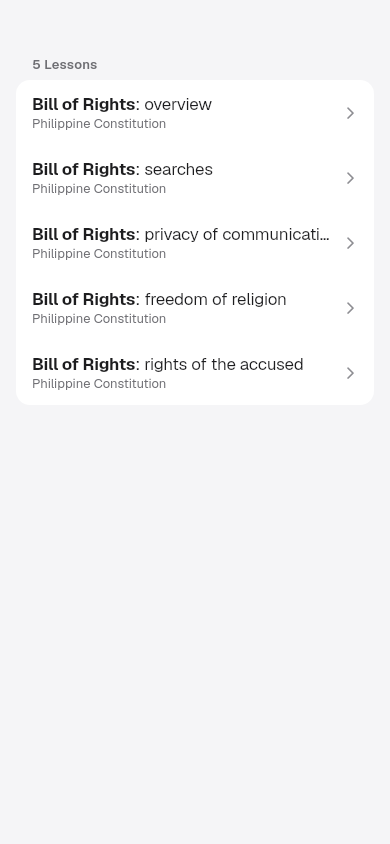 5 Lessons
Bill of Rights: overview
Philippine Constitution
Bill of Rights: searches
Philippine Constitution
Bill of Rights: privacy of communicati...
Philippine Constitution
Bill of Rights: freedom of religion
Philippine Constitution
Bill of Rights: rights of the accused
Philippine Constitution